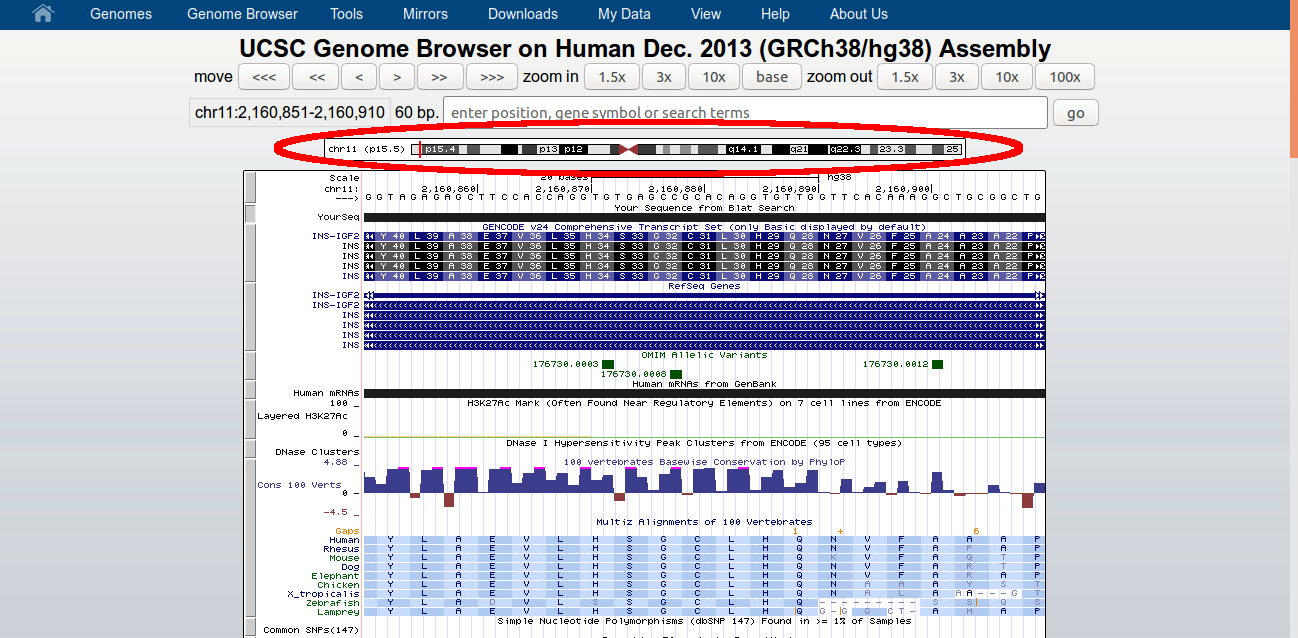 Genomes Genome Browser Tools Mirrors Downloads My Data View Help About Us
UCSC Genome Browser on Human Dec. 2013 (GRCh38/hg38) Assembly
move <<< << < > >> >>> zoom in 1.5x 3x 10x base zoom out 1.5x 3x 10x 100x
chr11:2,160,851-2,160,910 60 bp. enter position, gene symbol or search terms go
chr11 (p15.5) p15.4 p13 p12 q14.1 q21 q22.3 23.3 25
Scale 20 bases hg38
chr11: 2,160,860 2,160,870 2,160,880 2,160,890 2,160,900
Your Sequence from Blat Search
YourSeq
GENCODE v24 Comprehensive Transcript Set (only Basic displayed by default)
INS-IGF2 Y 40 L 39 A 38 E 37 V 36 L 35 H 34 S 33 G 32 C 31 L 30 H 29 Q 28 N 27 V 26 F 25 A 24 A 23 A 22 P
INS Y 40 L 39 A 38 E 37 V 36 L 35 H 34 S 33 G 32 C 31 L 30 H 29 Q 28 N 27 V 26 F 25 A 24 A 23 A 22 P
INS Y 40 L 39 A 38 E 37 V 36 L 35 H 34 S 33 G 32 C 31 L 30 H 29 Q 28 N 27 V 26 F 25 A 24 A 23 A 22 P
INS Y 40 L 39 A 38 E 37 V 36 L 35 H 34 S 33 G 32 C 31 L 30 H 29 Q 28 N 27 V 26 F 25 A 24 A 23 A 22 P
INS Y 40 L 39 A 38 E 37 V 36 L 35 H 34 S 33 G 32 C 31 L 30 H 29 Q 28 N 27 V 26 F 25 A 24 A 23 A 22 P
RefSeq Genes
INS-IGF2
INS-IGF2
INS
INS
INS
INS
OMIM Allelic Variants
176730.0003 176730.0012
176730.0008
Human mRNAs from GenBank
Human mRNAs
H3K27Ac Mark (Often Found Near Regulatory Elements) on 7 cell lines from ENCODE
100 _
Layered H3K27Ac
0 _
DNase I Hypersensitivity Peak Clusters from ENCODE (95 cell types)
DNase Clusters
100 vertebrates Basewise Conservation by PhyloP
4.88 _
Cons 100 Verts
0 _
-4.5 _
Multiz Alignments of 100 Vertebrates
Gaps 1 + 6
Human Y L A E V L H S G C L H Q N V F A A A P
Rhesus Y L A E V L H S G C L H Q N V F A P A P
Mouse Y L A E V L H S G C L H Q K V F A Q T P
Dog Y L A E V L H S G C L H Q N V F A R T P
Elephant Y L A E V L H S G C L H Q N V F A R T P
Chicken Y L A E V L H S G C L H Q N A A A Y S T
X_tropicalis Y L A E V L H S G C L H Q N A L A A A - - - G T
Zebrafish Y L A D V L S S G C L H Q - - - - - - - - - S S Q S
Lamprey Y L A E V L H S G C L H Q G - G G C T - A H A P
Simple Nucleotide Polymorphisms (dbSNP 147) Found in >= 1% of Samples
Common SNPs(147)